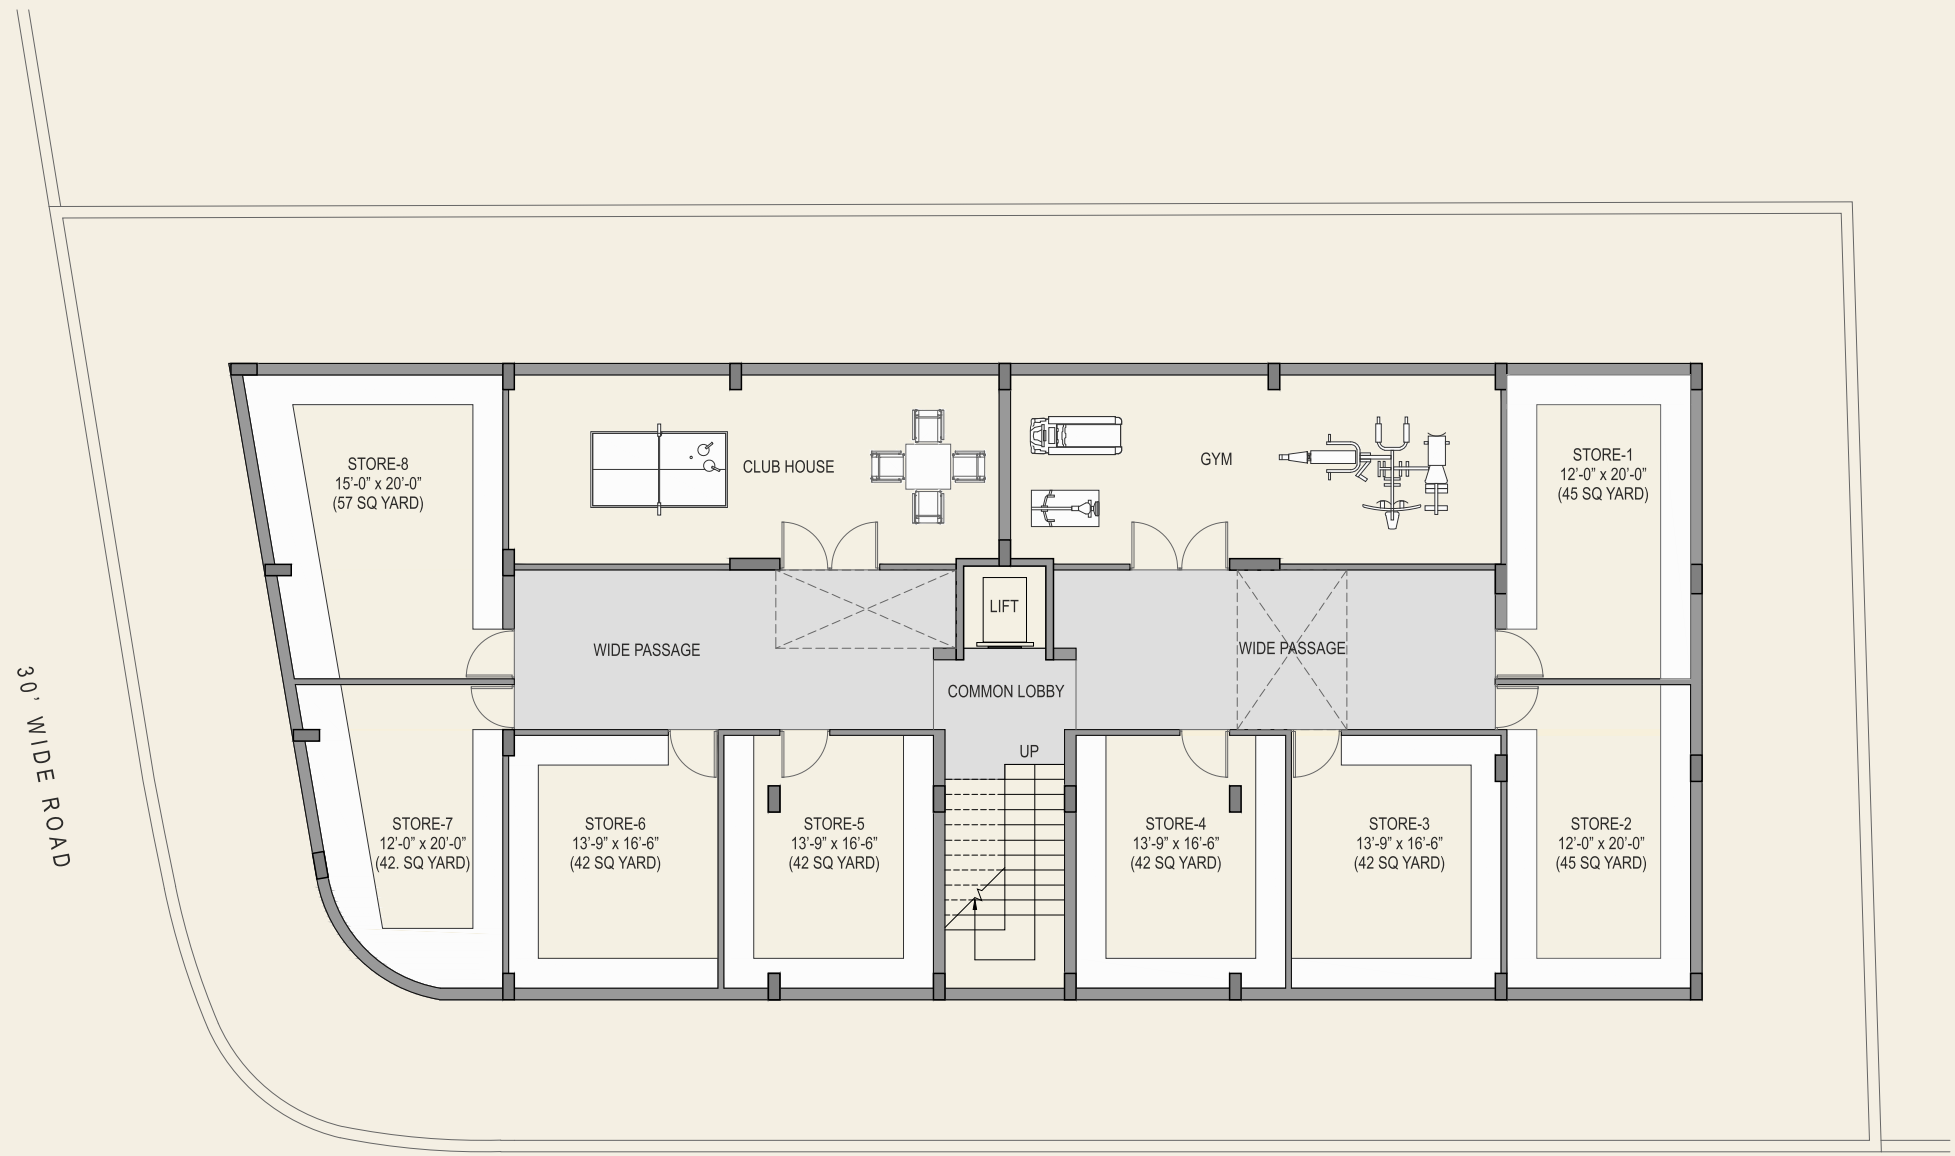 STORE-8
15'-0" x 20'-0"
(57 SQ YARD)
CLUB HOUSE
GYM
STORE-1
12'-0" x 20'-0"
(45 SQ YARD)
LIFT
WIDE PASSAGE
WIDE PASSAGE
COMMON LOBBY
UP
30' WIDE ROAD
STORE-7
12'-0" x 20'-0"
(42. SQ YARD)
STORE-6
13'-9" x 16'-6"
(42 SQ YARD)
STORE-5
13'-9" x 16'-6"
(42 SQ YARD)
STORE-4
13'-9" x 16'-6"
(42 SQ YARD)
STORE-3
13'-9" x 16'-6"
(42 SQ YARD)
STORE-2
12'-0" x 20'-0"
(45 SQ YARD)